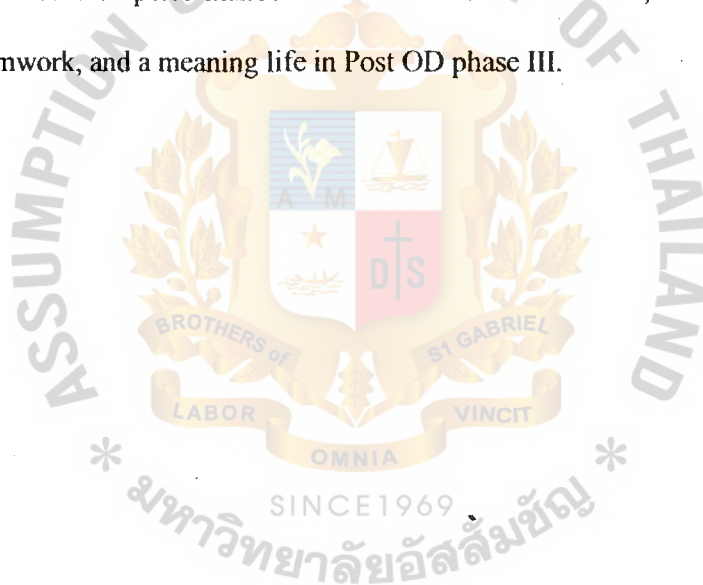 mwork, and a meaning life in Post OD phase III.
ASSUMPTION
OF THAILAND
A M
D S
BROTHERS of
ST GABRIEL
LABOR
VINCIT
OMNIA
* *
SINCE1969
มหาวิทยาลัยอัสสัมชัญ